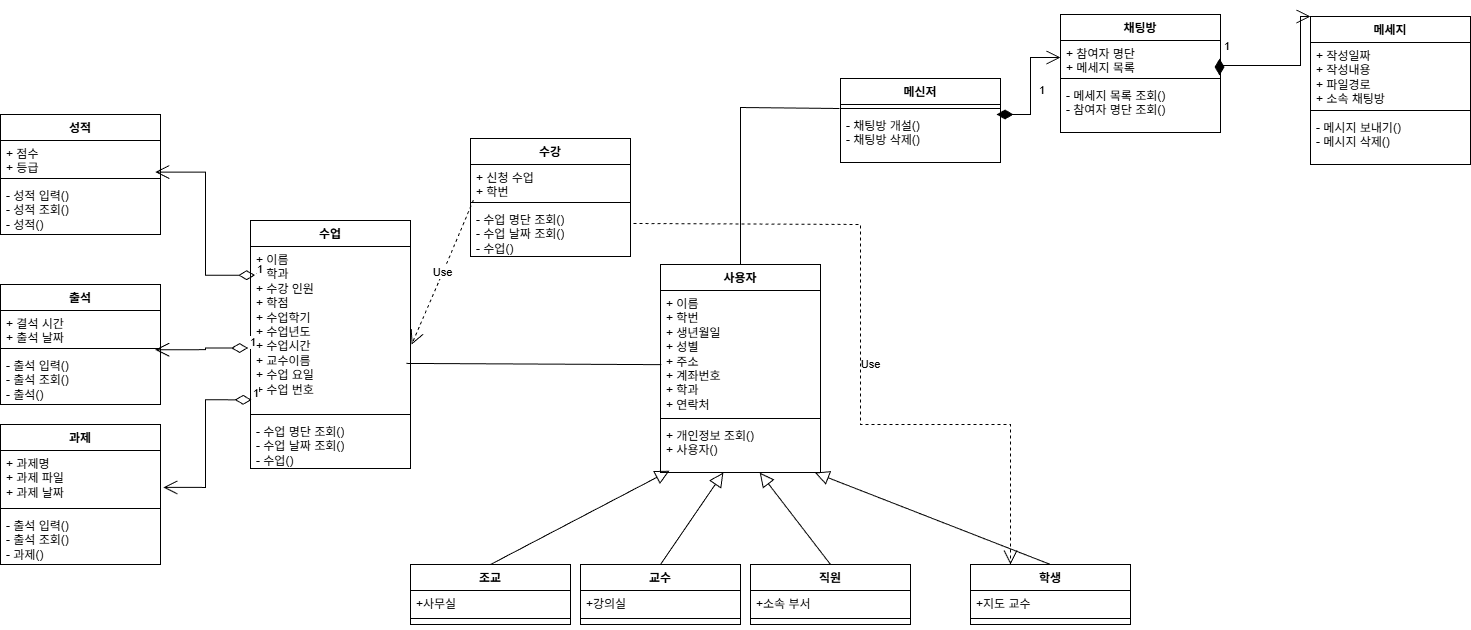 성적
+ 점수
+ 등급
- 성적 입력()
- 성적 조회()
- 성적()
출석
+ 결석 시간
+ 출석 날짜
- 출석 입력()
- 출석 조회()
- 출석()
과제
+ 과제명
+ 과제 파일
+ 과제 날짜
- 출석 입력()
- 출석 조회()
- 과제()
수업
+ 이름
1
학과
+ 수강 인원
+ 학점
+ 수업학기
+ 수업년도
1
+ 수업시간
+ 교수이름
+ 수업 요일
1
+ 수업 번호
- 수업 명단 조회()
- 수업 날짜 조회()
- 수업()
수강
+ 신청 수업
+ 학번
- 수업 명단 조회()
- 수업 날짜 조회()
- 수업()
Use
사용자
+ 이름
+ 학번
+ 생년월일
+ 성별
+ 주소
+ 계좌번호
+ 학과
+ 연락처
+ 개인정보 조회()
+ 사용자()
Use
메신저
- 채팅방 개설()
- 채팅방 삭제()
1
채팅방
+ 참여자 명단
+ 메세지 목록
- 메세지 목록 조회()
- 참여자 명단 조회()
1
메세지
+ 작성일짜
+ 작성내용
+ 파일경로
+ 소속 채팅방
- 메시지 보내기()
- 메시지 삭제()
조교
+사무실
교수
+강의실
직원
+소속 부서
학생
+지도 교수